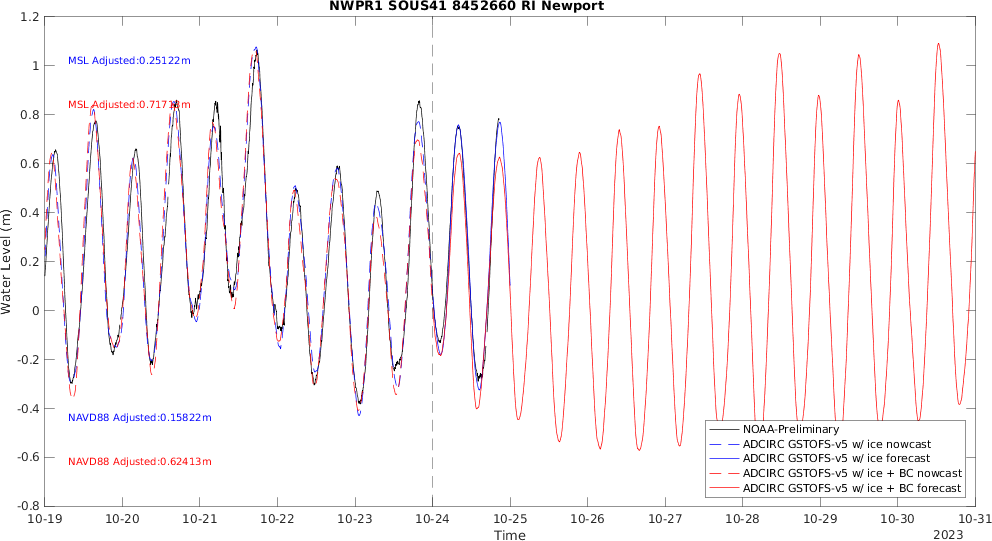 NWPR1 SOUS41 8452660 RI Newport
1.2
1
0.8
0.6
0.4
0.2
0
-0.2
-0.4
-0.6
-0.8
Water Level (m)
MSL Adjusted:0.25122m
MSL Adjusted:
NAVD88 Adjusted:0.15822m
NAVD88 Adjusted:0.62413m
NOAA-Preliminary
ADCIRC GSTOFS-v5 w/ ice nowcast
ADCIRC GSTOFS-v5 w/ ice forecast
ADCIRC GSTOFS-v5 w/ ice + BC nowcast
ADCIRC GSTOFS-v5 w/ ice + BC forecast
10-19 10-20 10-21 10-22 10-23 10-24 10-25 10-26 10-27 10-28 10-29 10-30 10-31
Time
2023